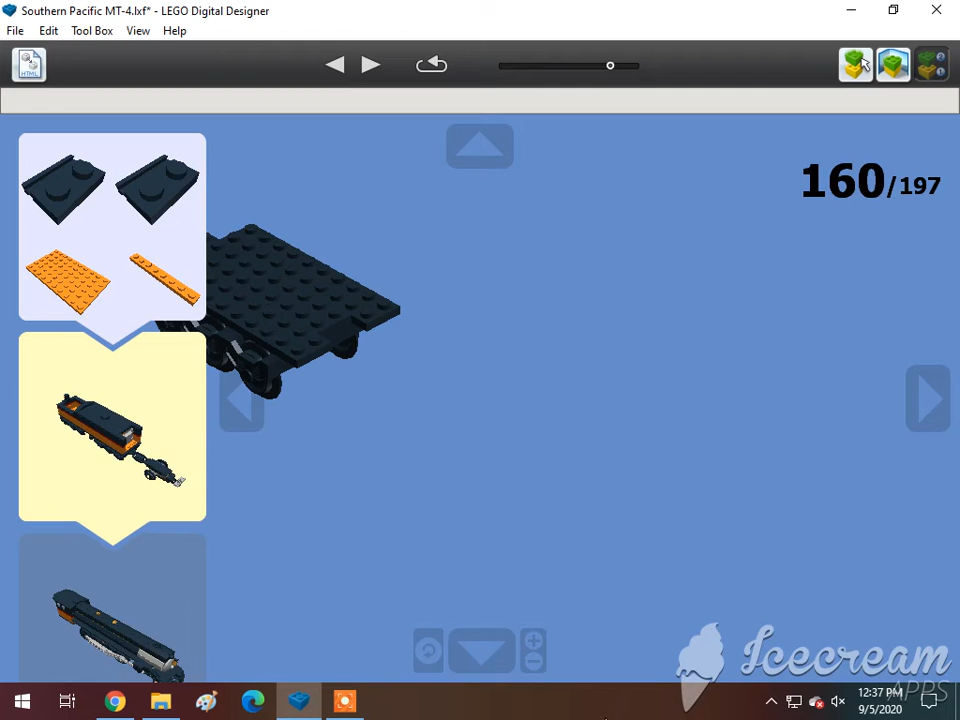 Southern Pacific MT-4.lxf* - LEGO Digital Designer
File Edit Tool Box View Help
HTML
160/197
Icecream
APPS
12:37 PM
9/5/2020